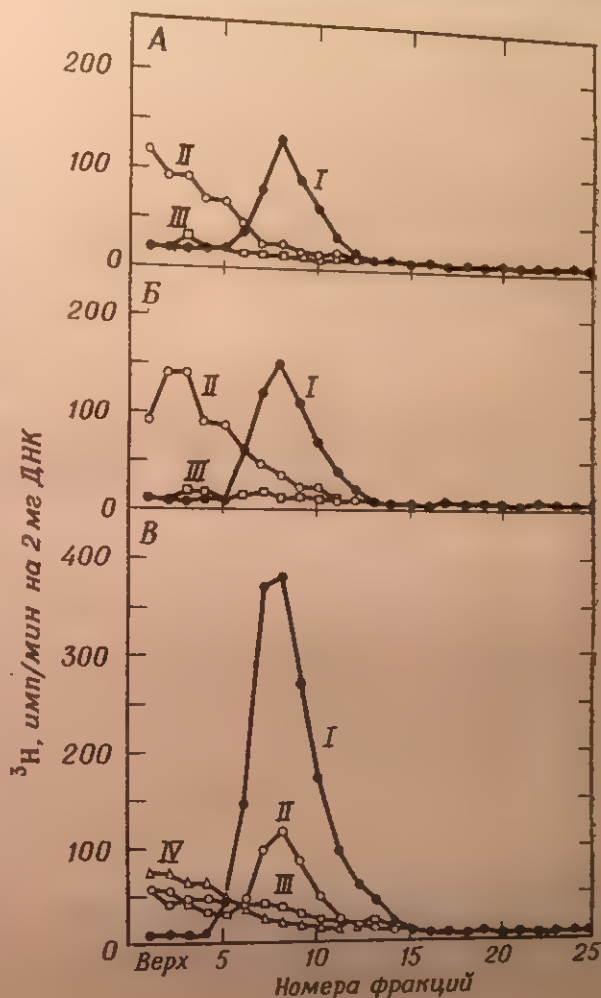 ³H, имп/мин на 2 мг ДНК
А
200
100
0
II
I
III
Б
200
100
0
II
I
III
В
400
300
200
100
0
I
II
IV
III
Верх 5 10 15 20 25
Номера фракций